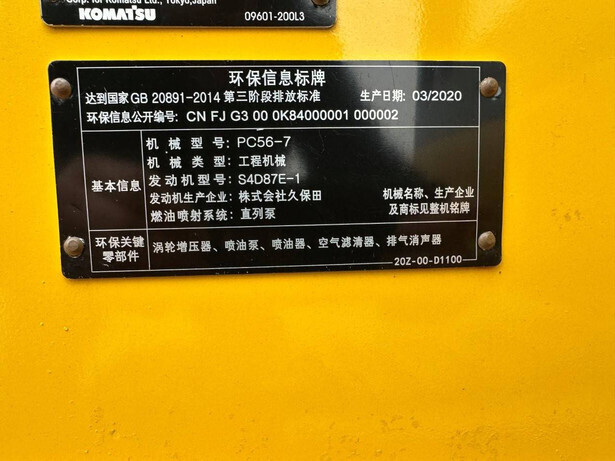 Corp. for Komatsu Ltd., Tokyo,Japan
KOMATSU 09601-200L3
环保信息标牌
达到国家GB 20891-2014 第三阶段排放标准 生产日期: 03/2020
环保信息公开编号: CN FJ G3 00 0K84000001 000002
基本信息
机械型号: PC56-7
机械类型: 工程机械
发动机型号: S4D87E-1
发动机生产企业: 株式会社久保田
燃油喷射系统: 直列泵
机械名称、生产企业
及商标见整机铭牌
环保关键
零部件
涡轮增压器、喷油泵、喷油器、空气滤清器、排气消声器
20Z-00-D1100